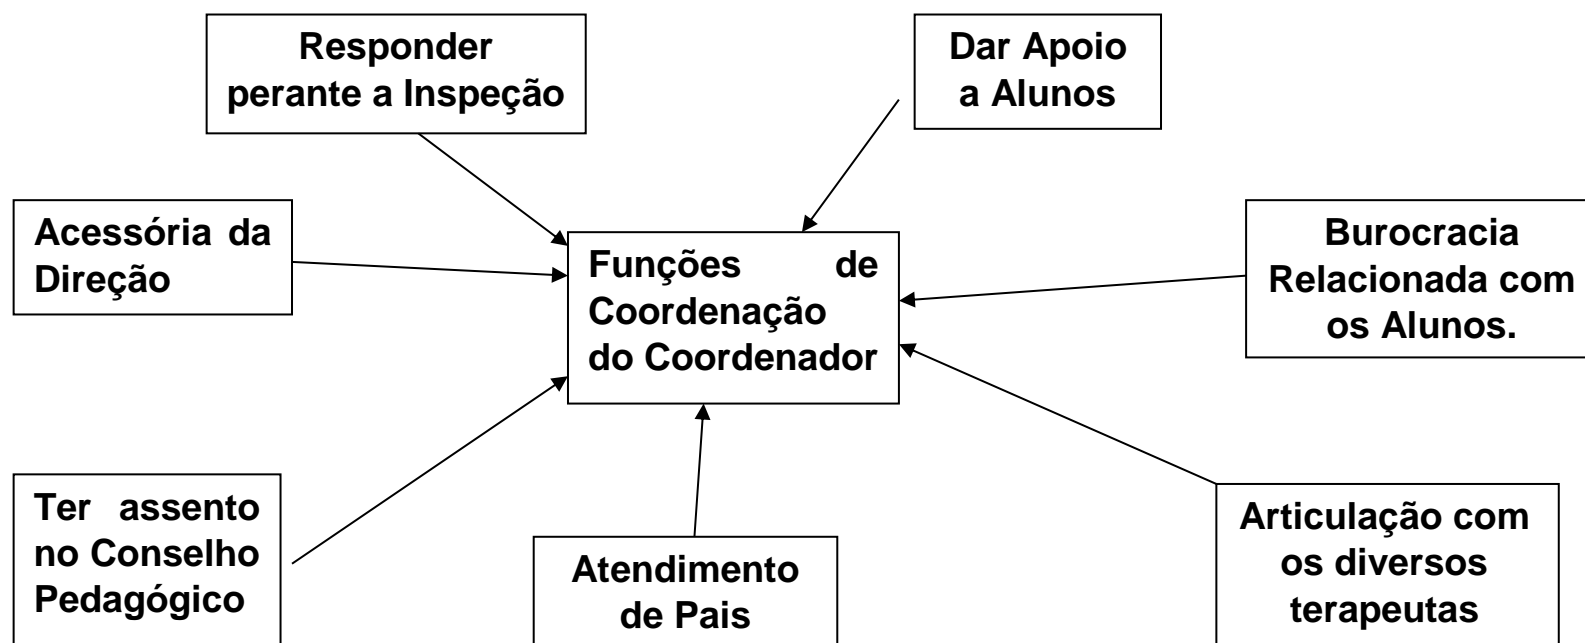 Responder
perante a Inspeção
Dar Apoio
a Alunos
Acessória da
Direção
Funções de
Coordenação
do Coordenador
Burocracia
Relacionada com
os Alunos.
Ter assento
no Conselho
Pedagógico
Atendimento
de Pais
Articulação com
os diversos
terapeutas